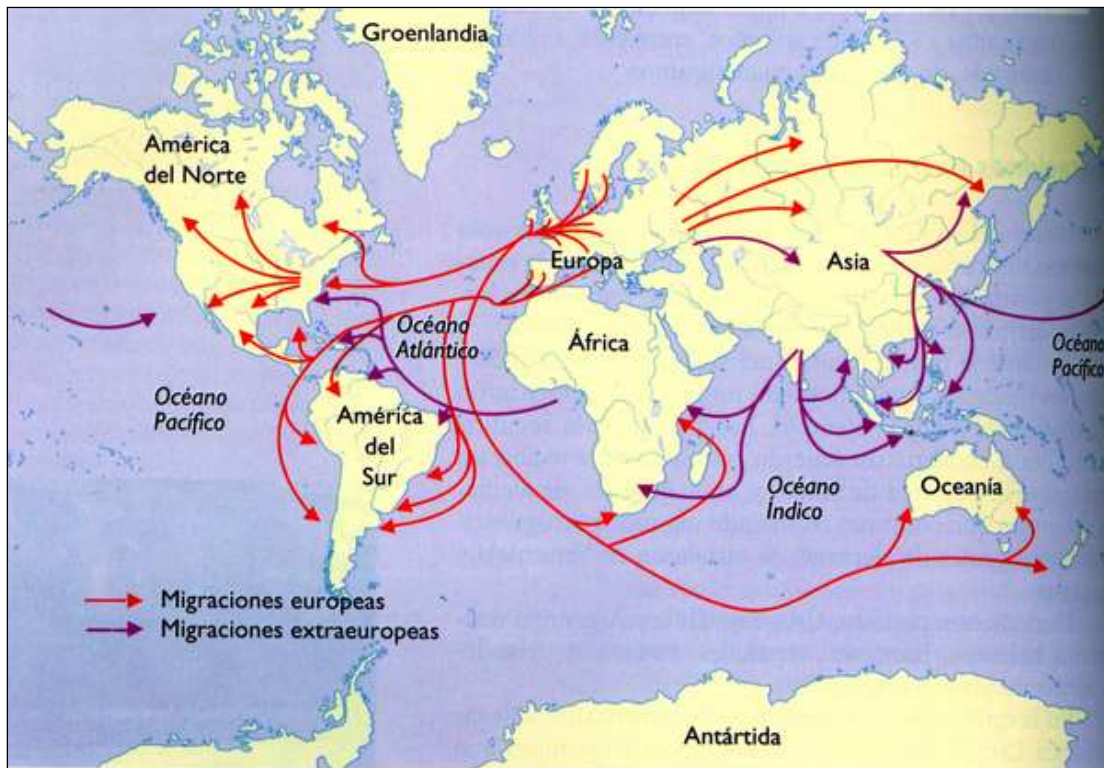 Groenlandia
América
del Norte
Europa
Asia
Océano
Atlántico
África
Océano
Pacífico
Océano
Pacífico
América
del
Sur
Océano
Índico
Oceanía
Migraciones europeas
Migraciones extraeuropeas
Antártida